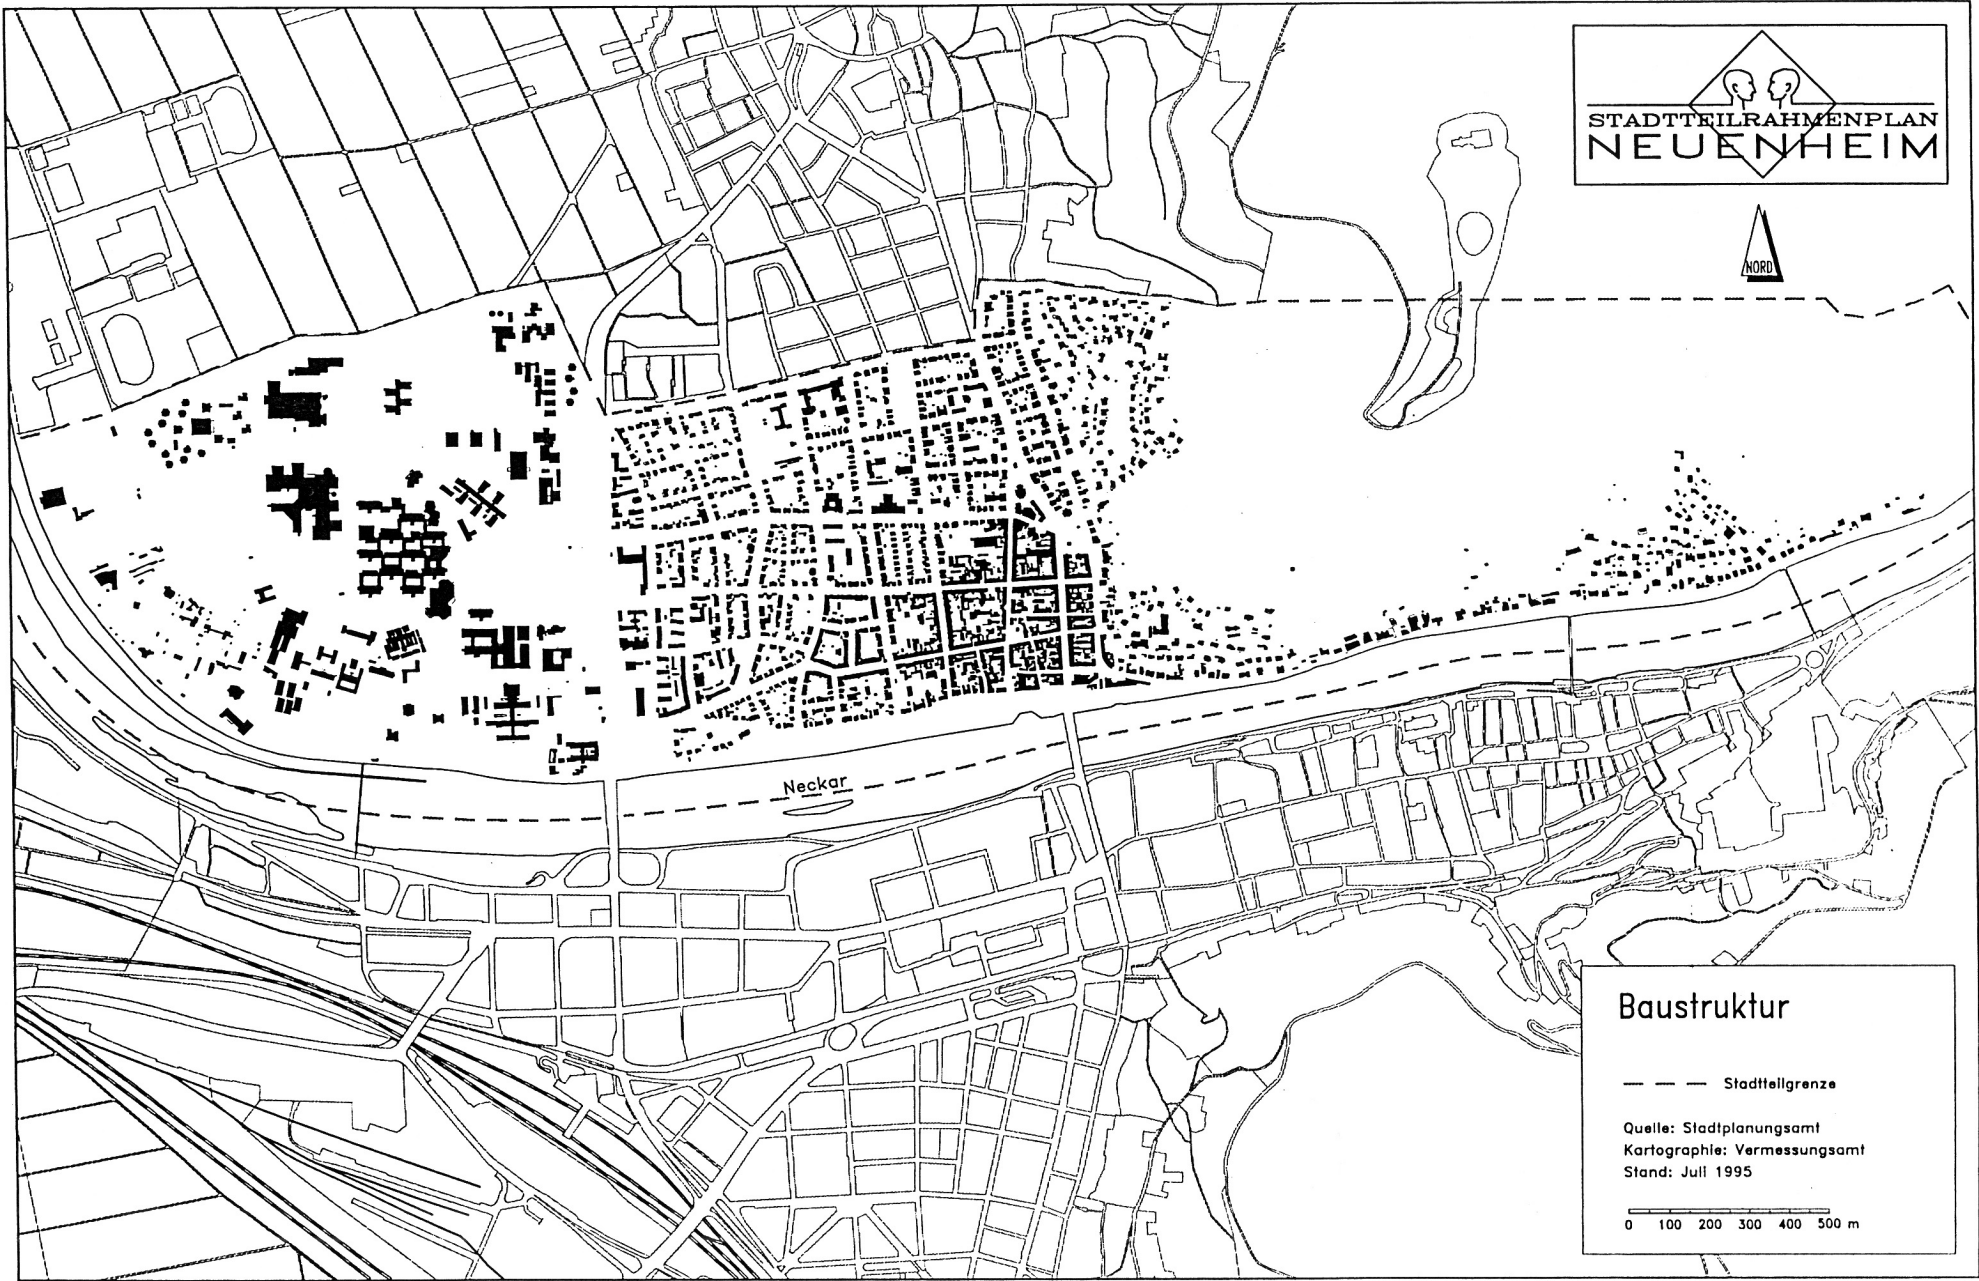 STADTTEILRAHMENPLAN
NEUENHEIM
NORD
Neckar
Baustruktur
Stadtteilgrenze
Quelle: Stadtplanungsamt
Kartographie: Vermessungsamt
Stand: Juli 1995
0 100 200 300 400 500 m